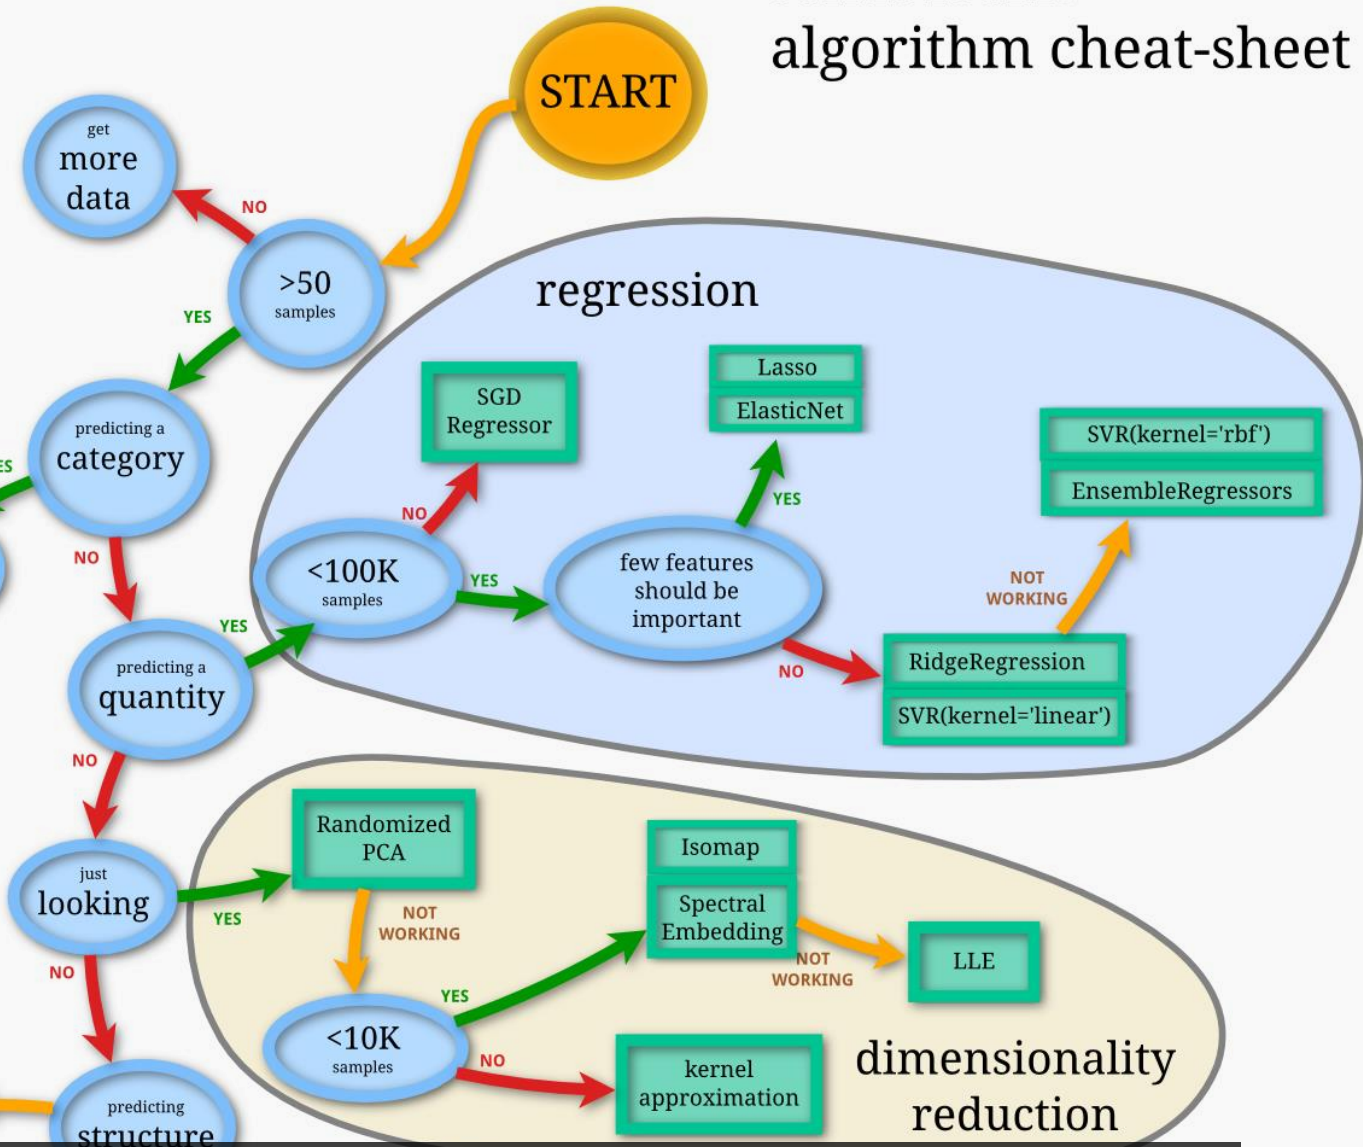 algorithm cheat-sheet
START
get
more
data
NO
>50
samples
YES
regression
predicting a
category
ES
NO
SGD
Regressor
Lasso
ElasticNet
SVR(kernel='rbf')
EnsembleRegressors
NO
YES
<100K
samples
YES
few features
should be
important
NOT
WORKING
NO
RidgeRegression
SVR(kernel='linear')
YES
predicting a
quantity
NO
just
looking
YES
NO
Randomized
PCA
NOT
WORKING
Isomap
Spectral
Embedding
NOT
WORKING
LLE
YES
<10K
samples
NO
kernel
approximation
dimensionality
reduction
predicting
structure